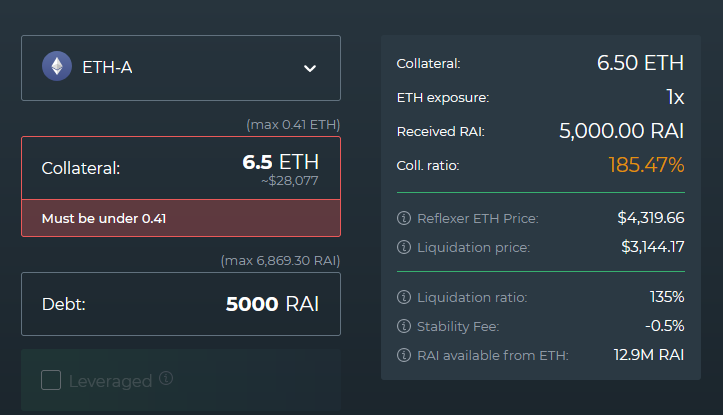 ETH-A
(max 0.41 ETH)
Collateral: 6.5 ETH
~$28,077
Must be under 0.41
(max 6,869.30 RAI)
Debt: 5000 RAI
Leveraged
Collateral: 6.50 ETH
ETH exposure: 1x
Received RAI: 5,000.00 RAI
Coll. ratio: 185.47%
Reflexer ETH Price: $4,319.66
Liquidation price: $3,144.17
Liquidation ratio: 135%
Stability Fee: -0.5%
RAI available from ETH: 12.9M RAI